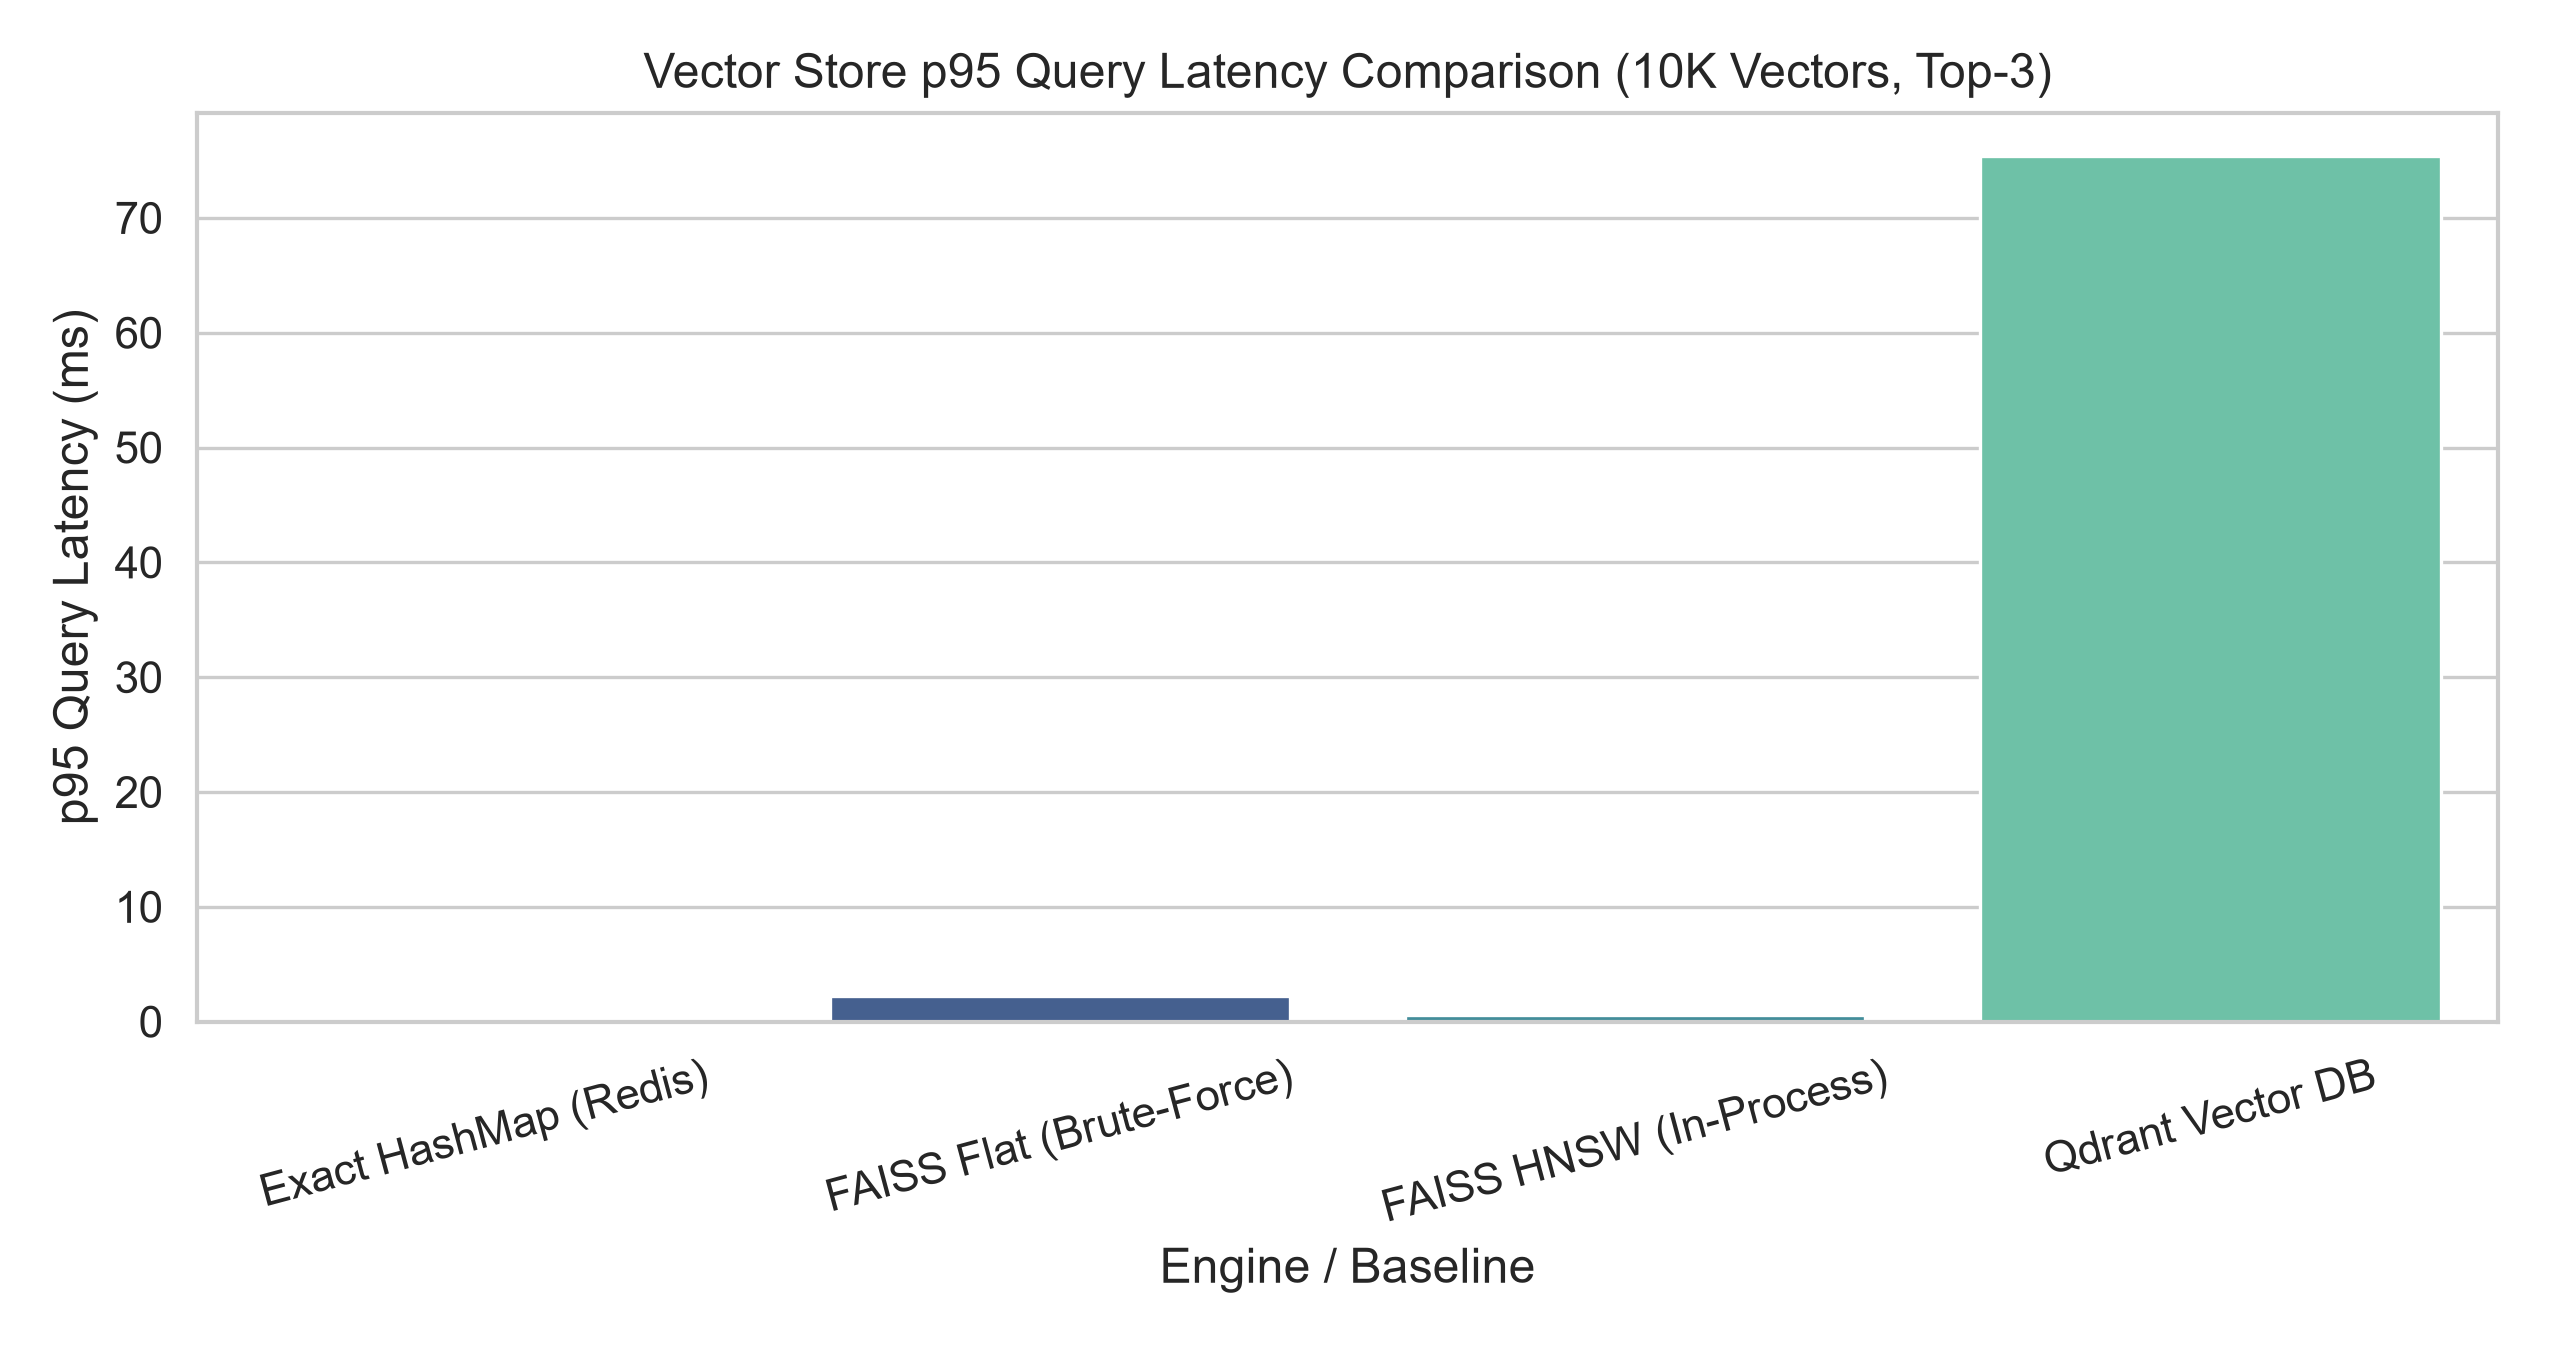 Vector Store p95 Query Latency Comparison (10K Vectors, Top-3)
p95 Query Latency (ms)
70
60
50
40
30
20
10
0
Exact HashMap (Redis)
FAISS Flat (Brute-Force)
FAISS HNSW (In-Process)
Qdrant Vector DB
Engine / Baseline